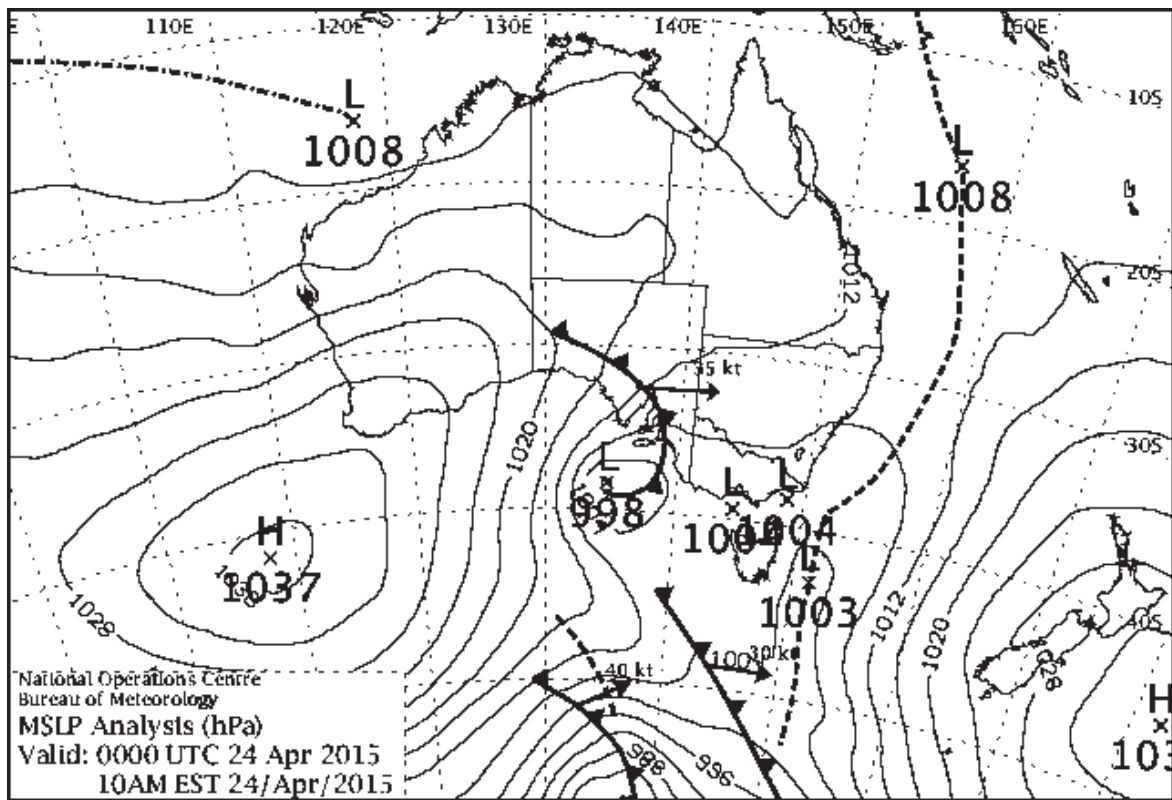 110E 120E 130E 140E 150E 160E
10S
L
1008
L
1008
20S
1012
35 kt
1020
30S
L
998
L
L
1004
H
1037
L
1003
1028
1012
1020
40S
1028
30 kt
40 kt
H
988
996
National Operations Centre
Bureau of Meteorology
MSLP Analysis (hPa)
Valid: 0000 UTC 24 Apr 2015
10AM EST 24/Apr/2015